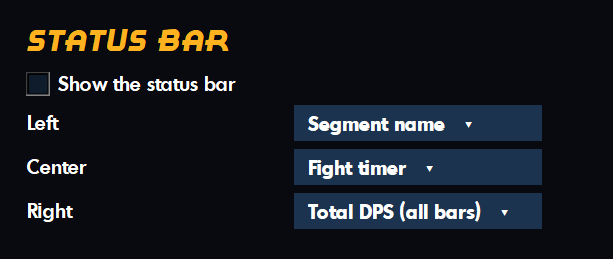 STATUS BAR
Show the status bar
Left Segment name
Center Fight timer
Right Total DPS (all bars)